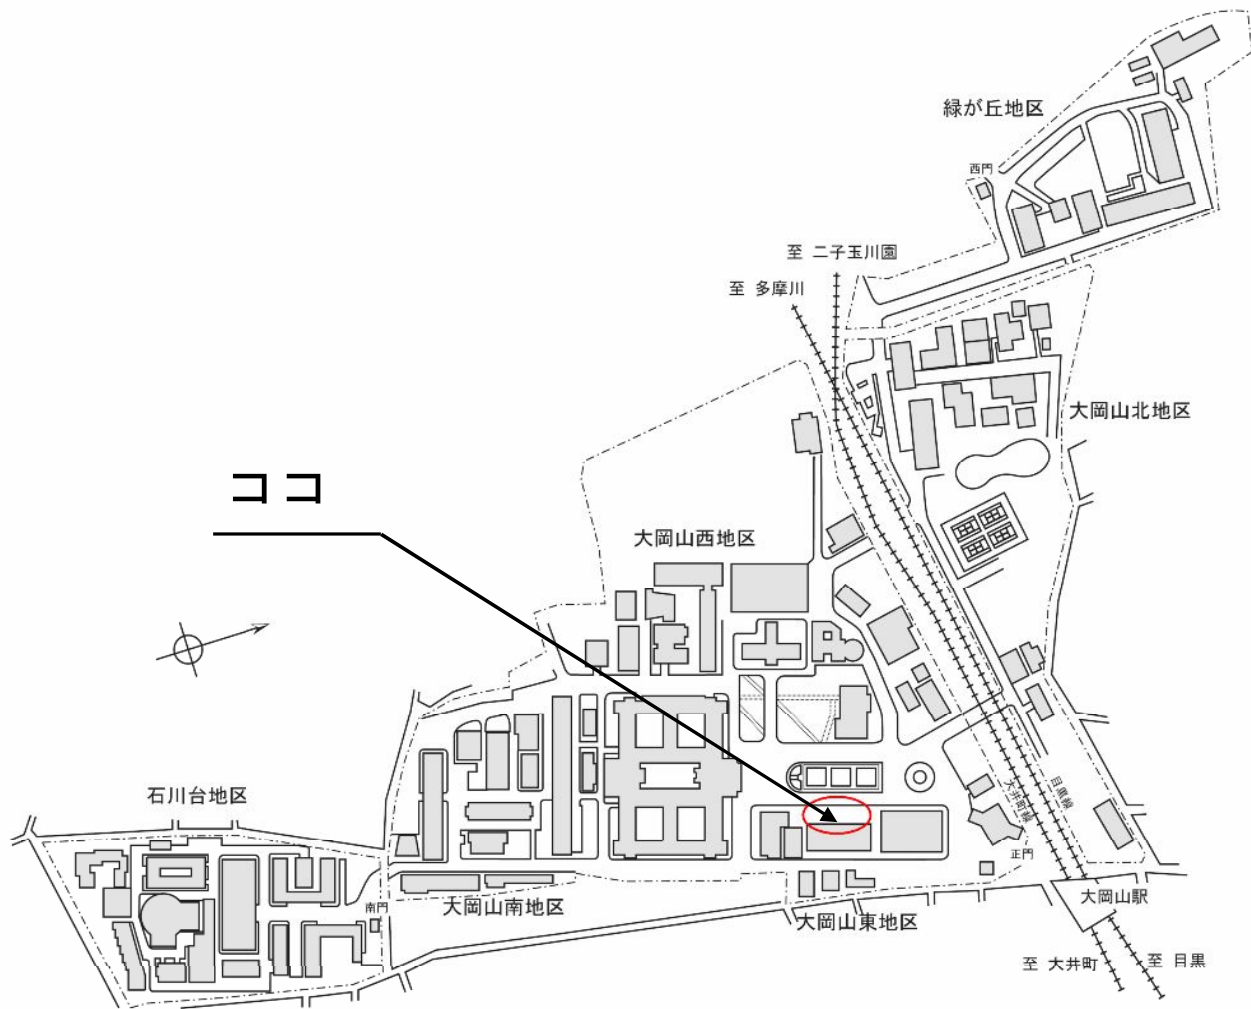 緑が丘地区
西門
至 二子玉川園
至 多摩川
大岡山北地区
ココ
大岡山西地区
石川台地区
大井町線
目黒線
正門
大岡山駅
南門
大岡山南地区
大岡山東地区
至 大井町
至 目黒